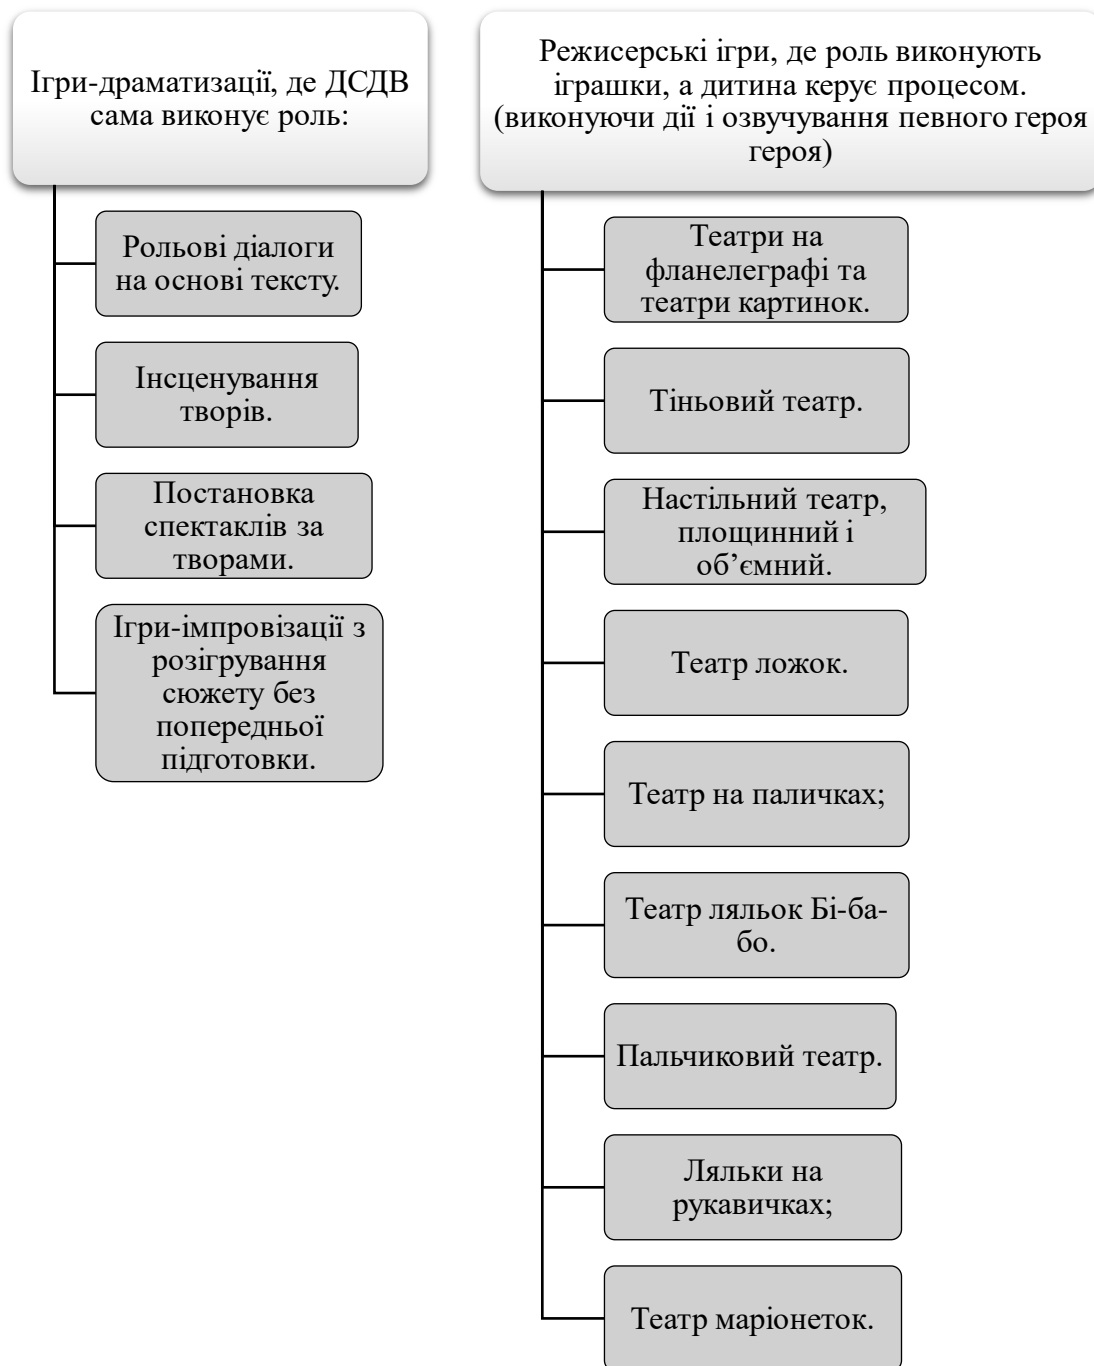 Ігри-драматизації, де ДСДВ
сама виконує роль:
Рольові діалоги
на основі тексту.
Інсценування
творів.
Постановка
спектаклів за
творами.
Ігри-імпровізації з
розігрування
сюжету без
попередньої
підготовки.
Режисерські ігри, де роль виконують
іграшки, а дитина керує процесом.
(виконуючи дії і озвучування певного героя
героя)
Театри на
фланелеграфі та
театри картинок.
Тіньовий театр.
Настільний театр,
площинний і
об’ємний.
Театр ложок.
Театр на паличках;
Театр ляльок Бі-ба-
бо.
Пальчиковий театр.
Ляльки на
рукавичках;
Театр маріонеток.